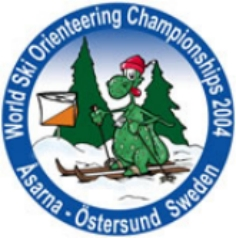 World Ski Orienteering Championships 2004
Åsarna - Östersund Sweden